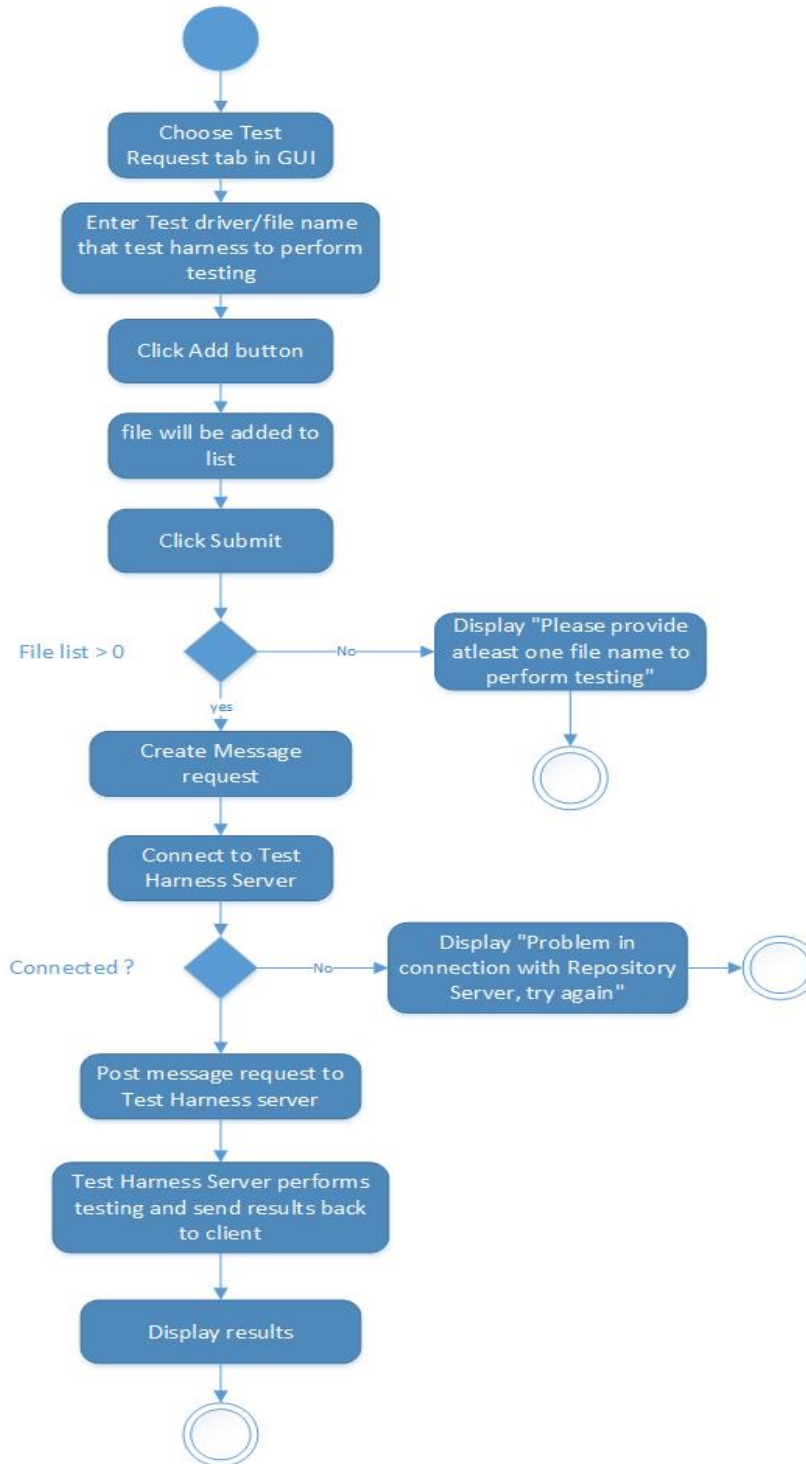 Choose Test
Request tab in GUI
Enter Test driver/file name
that test harness to perform
testing
Click Add button
file will be added to
list
Click Submit
File list > 0
No
Display "Please provide
atleast one file name to
perform testing"
yes
Create Message
request
Connect to Test
Harness Server
Connected ?
No
Display "Problem in
connection with Repository
Server, try again"
Post message request to
Test Harness server
Test Harness Server performs
testing and send results back
to client
Display results